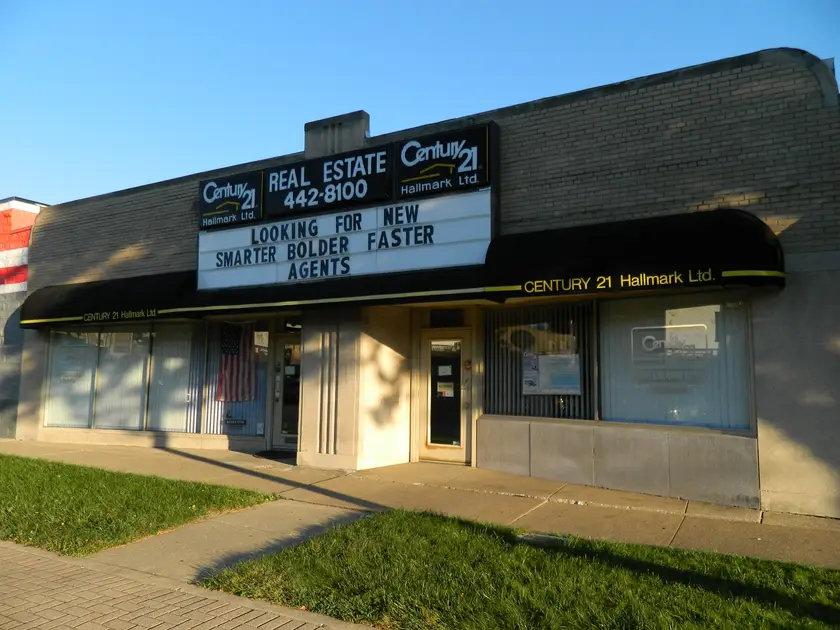 Century 21
Hallmark Ltd.
REAL ESTATE
442-8100
Century 21
Hallmark Ltd.
LOOKING FOR NEW
SMARTER BOLDER FASTER
AGENTS
CENTURY 21 Hallmark Ltd.
CENTURY 21 Hallmark Ltd.